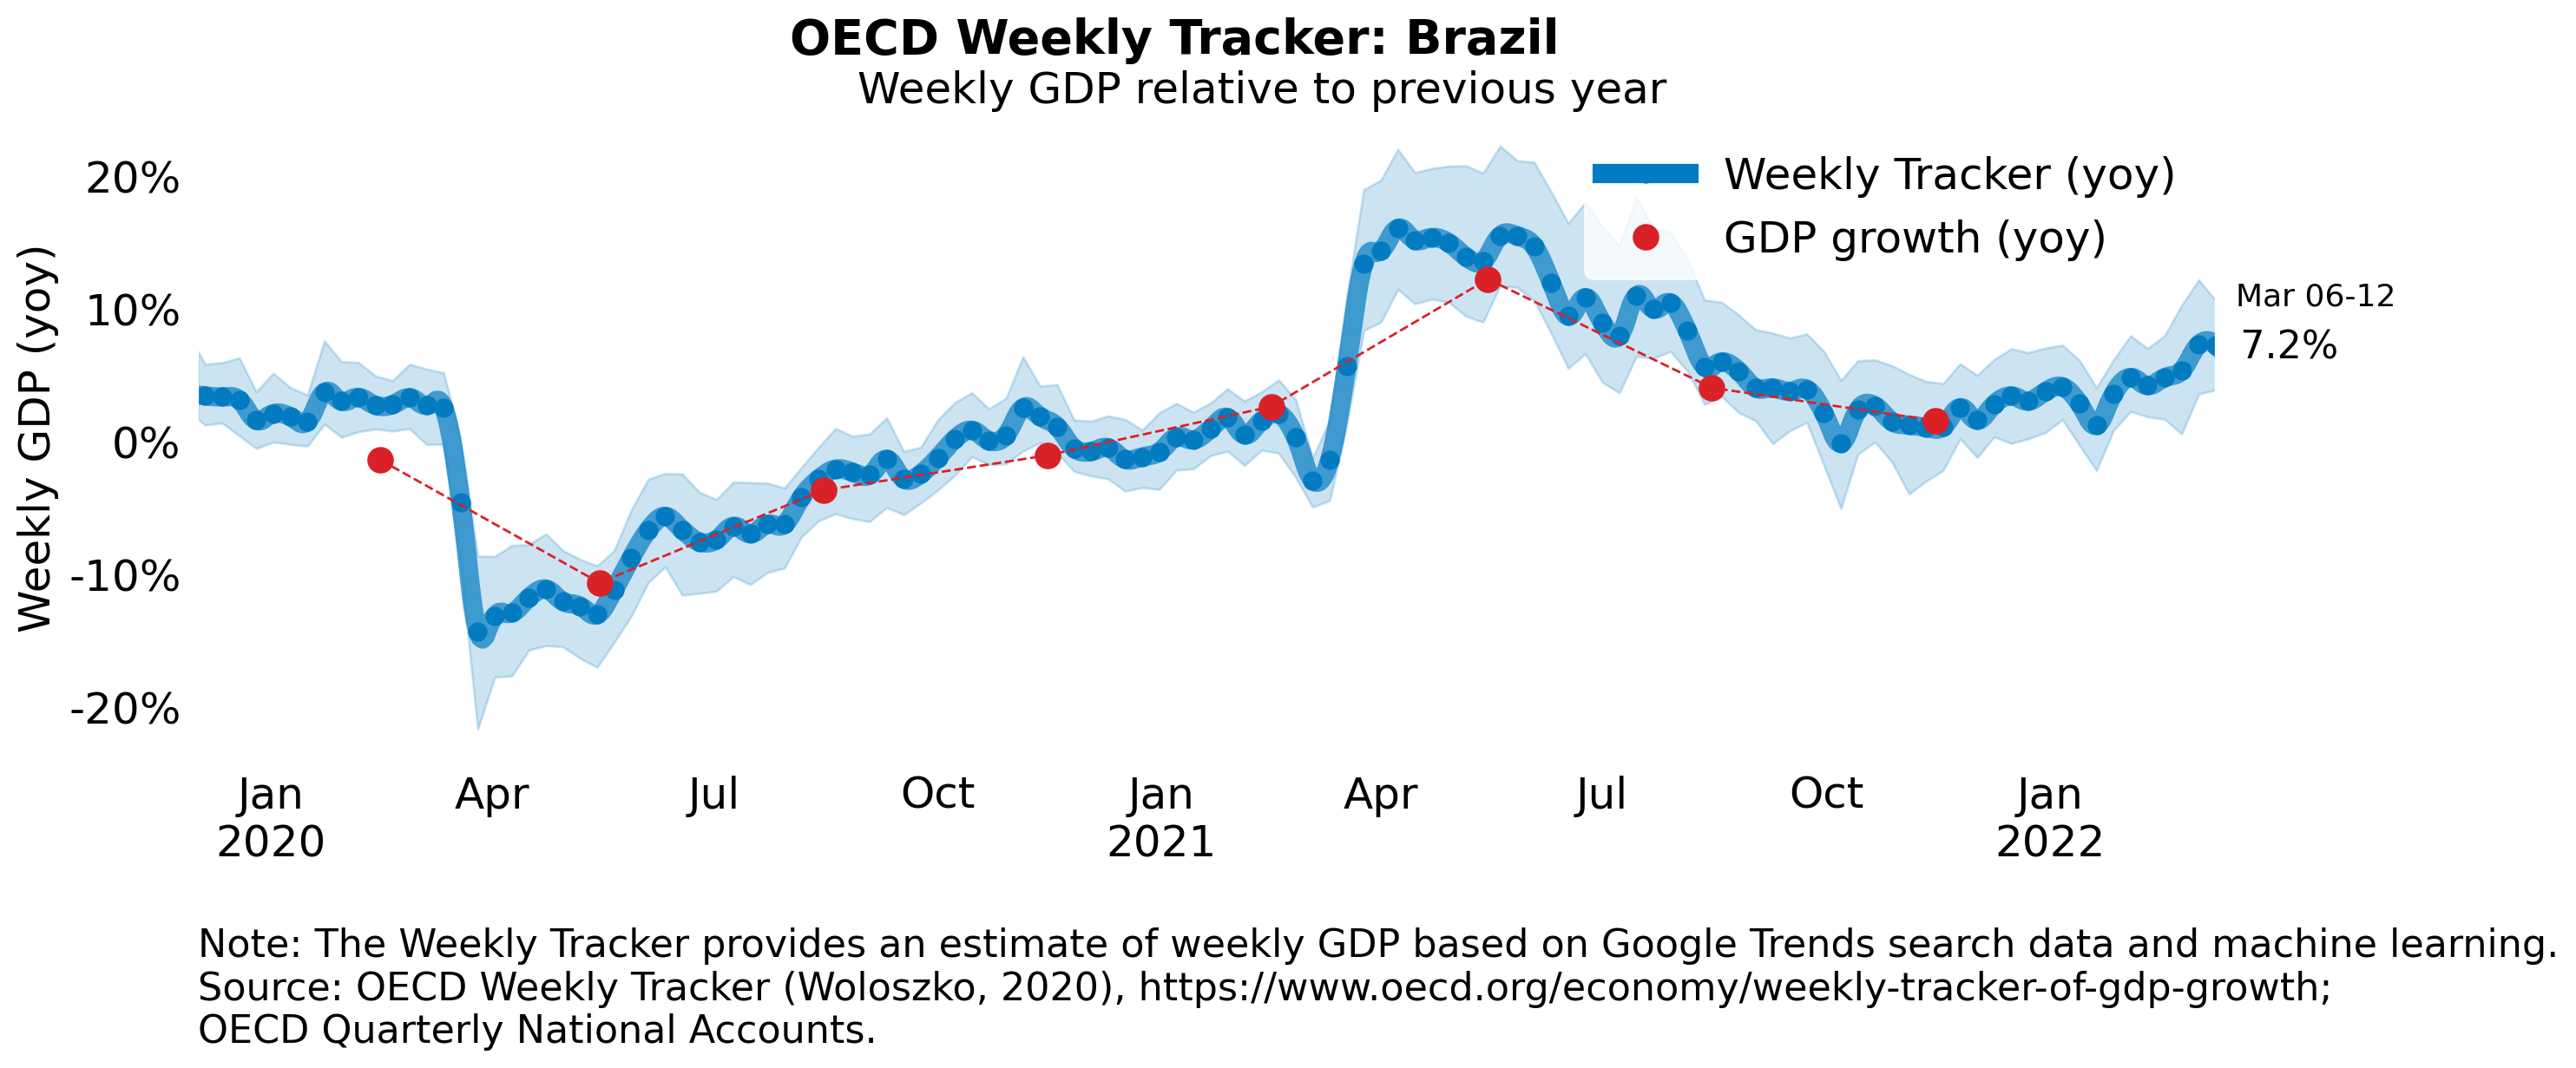 OECD Weekly Tracker: Brazil
Weekly GDP relative to previous year
Weekly Tracker (yoy)
GDP growth (yoy)
Weekly GDP (yoy)
20%
10%
0%
-10%
-20%
Mar 06-12
7.2%
Jan Apr Jul Oct Jan Apr Jul Oct Jan
2020 2021 2022
Note: The Weekly Tracker provides an estimate of weekly GDP based on Google Trends search data and machine learning.
Source: OECD Weekly Tracker (Woloszko, 2020), https://www.oecd.org/economy/weekly-tracker-of-gdp-growth;
OECD Quarterly National Accounts.